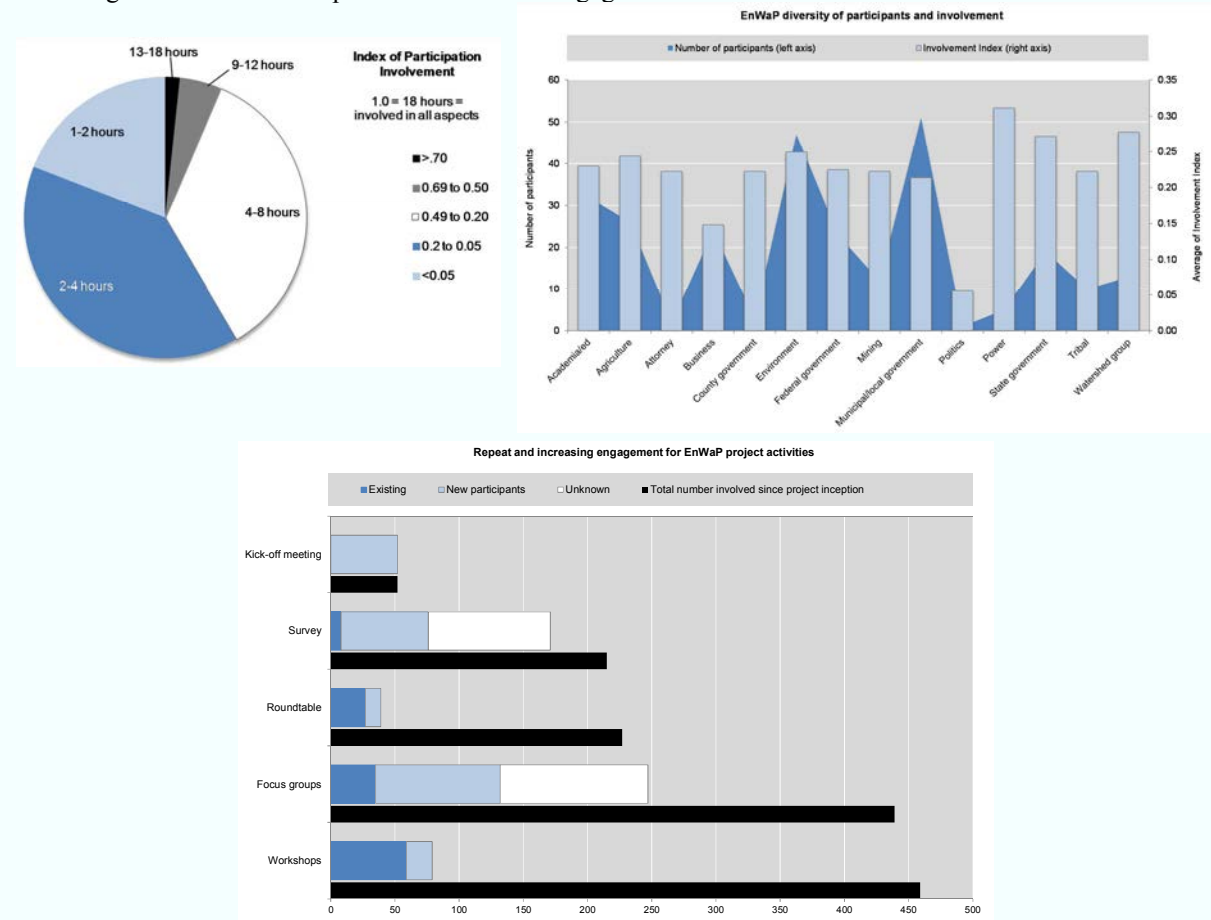 EnWaP diversity of participants and involvement
13-18 hours
9-12 hours
1-2 hours
4-8 hours
2-4 hours
Index of Participation
Involvement
1.0 = 18 hours =
involved in all aspects
>.70
0.69 to 0.50
0.49 to 0.20
0.2 to 0.05
<0.05
Number of participants (left axis)
Involvement Index (right axis)
60
50
40
30
20
10
0
Number of participants
0.35
0.30
0.25
0.20
0.15
0.10
0.05
0.00
Average of Involvement Index
Academia/ed
Agriculture
Attorney
Business
County government
Environment
Federal government
Mining
Municipal/local government
Politics
Power
State government
Tribal
Watershed group
Repeat and increasing engagement for EnWaP project activities
Existing
New participants
Unknown
Total number involved since project inception
Kick-off meeting
Survey
Roundtable
Focus groups
Workshops
0 50 100 150 200 250 300 350 400 450 500